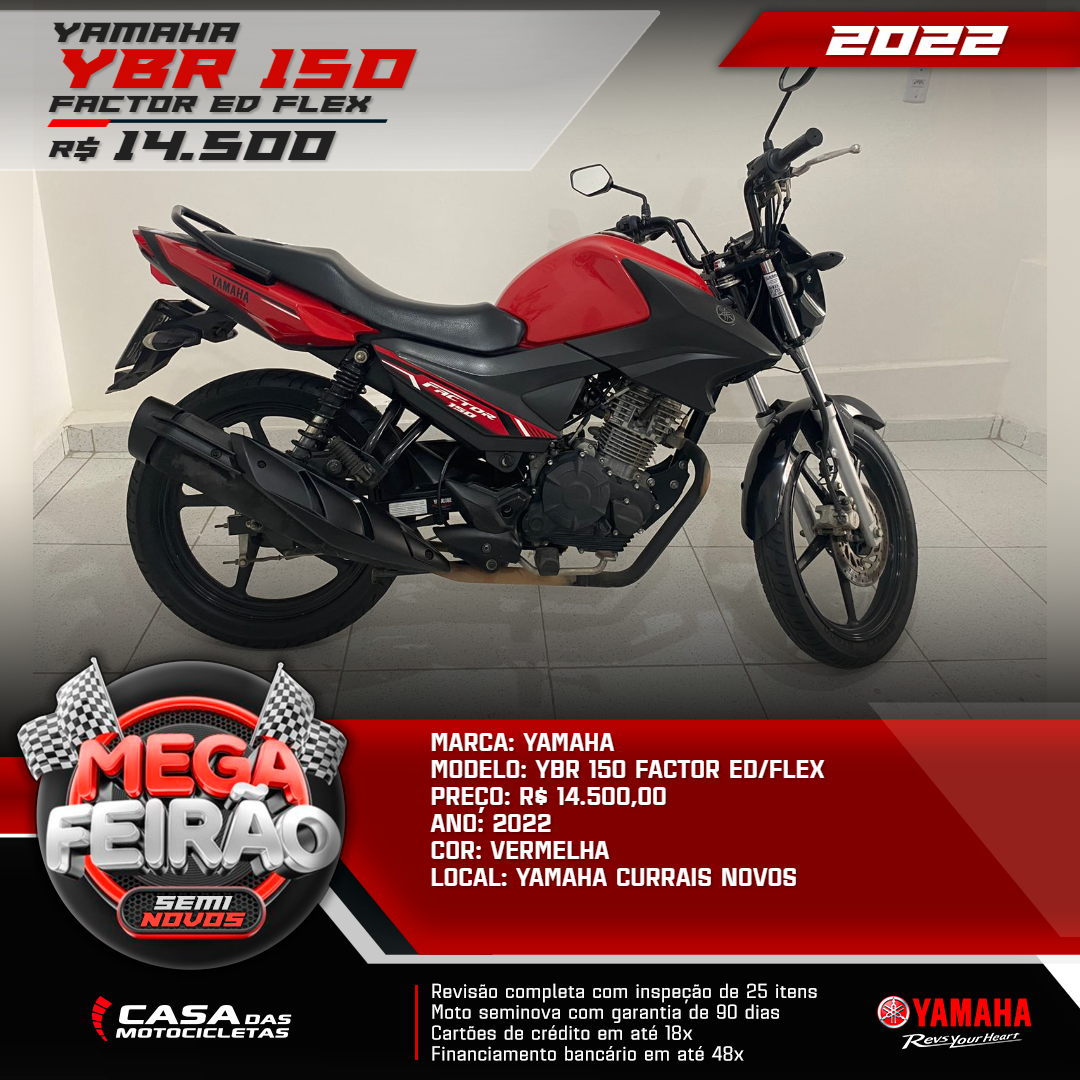 YAMAHA
YBR 150
FACTOR ED FLEX
R$ 14.500
2022
YAMAHA
FACTOR
150
MEGA
FEIRÃO
SEMI
NOVOS
MARCA: YAMAHA
MODELO: YBR 150 FACTOR ED/FLEX
PREÇO: R$ 14.500,00
ANO: 2022
COR: VERMELHA
LOCAL: YAMAHA CURRAIS NOVOS
CASA DAS
MOTOCICLETAS
Revisão completa com inspeção de 25 itens
Moto seminova com garantia de 90 dias
Cartões de crédito em até 18x
Financiamento bancário em até 48x
YAMAHA
Revs Your Heart